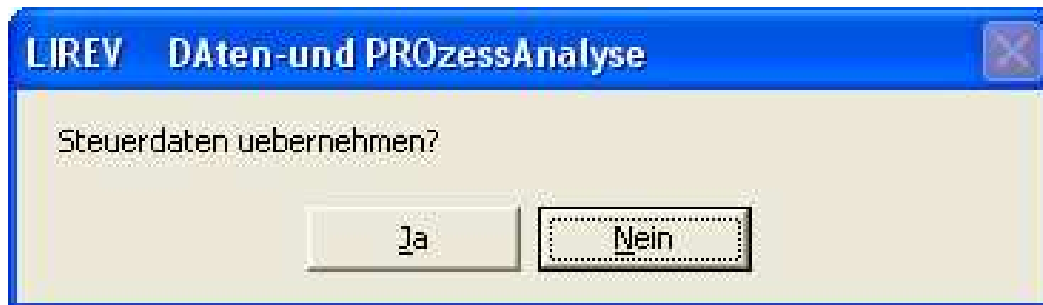 LIREV DAten-und PROzessAnalyse
Steuerdaten uebernehmen?
Ja Nein